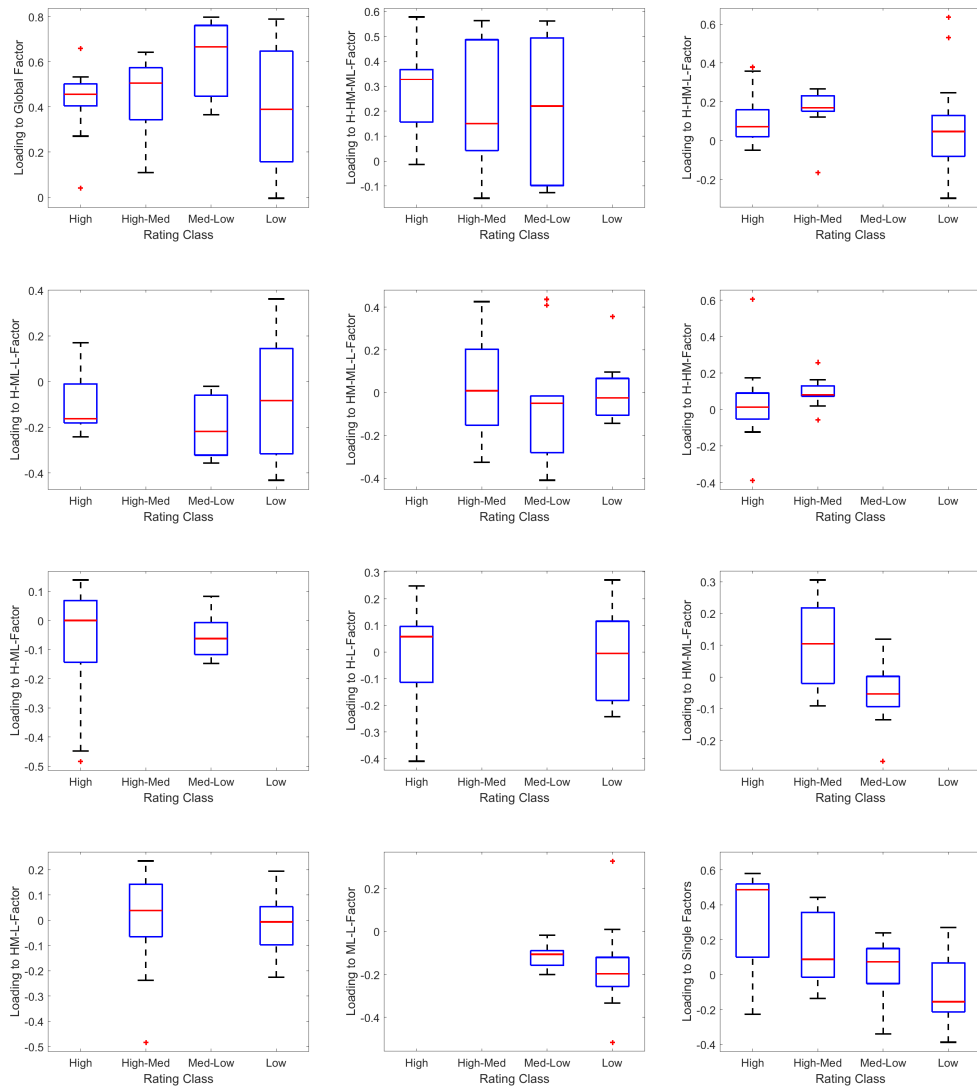 Loading to Global Factor
0.8
0.6
0.4
0.2
0
High
High-Med
Med-Low
Low
Rating Class
Loading to H-HM-ML-Factor
0.6
0.5
0.4
0.3
0.2
0.1
0
-0.1
High
High-Med
Med-Low
Low
Rating Class
Loading to H-HM-L-Factor
0.6
0.4
0.2
0
-0.2
High
High-Med
Med-Low
Low
Rating Class
Loading to H-ML-L-Factor
0.4
0.2
0
-0.2
-0.4
High
High-Med
Med-Low
Low
Rating Class
Loading to HM-ML-L-Factor
0.4
0.2
0
-0.2
-0.4
High
High-Med
Med-Low
Low
Rating Class
Loading to H-HM-Factor
0.6
0.4
0.2
0
-0.2
-0.4
High
High-Med
Med-Low
Low
Rating Class
Loading to H-ML-Factor
0.1
0
-0.1
-0.2
-0.3
-0.4
-0.5
High
High-Med
Med-Low
Low
Rating Class
Loading to H-L-Factor
0.3
0.2
0.1
0
-0.1
-0.2
-0.3
-0.4
High
High-Med
Med-Low
Low
Rating Class
Loading to HM-ML-Factor
0.3
0.2
0.1
0
-0.1
-0.2
High
High-Med
Med-Low
Low
Rating Class
Loading to HM-L-Factor
0.2
0.1
0
-0.1
-0.2
-0.3
-0.4
-0.5
High
High-Med
Med-Low
Low
Rating Class
Loading to ML-L-Factor
0.2
0
-0.2
-0.4
High
High-Med
Med-Low
Low
Rating Class
Loading to Single Factors
0.6
0.4
0.2
0
-0.2
-0.4
High
High-Med
Med-Low
Low
Rating Class